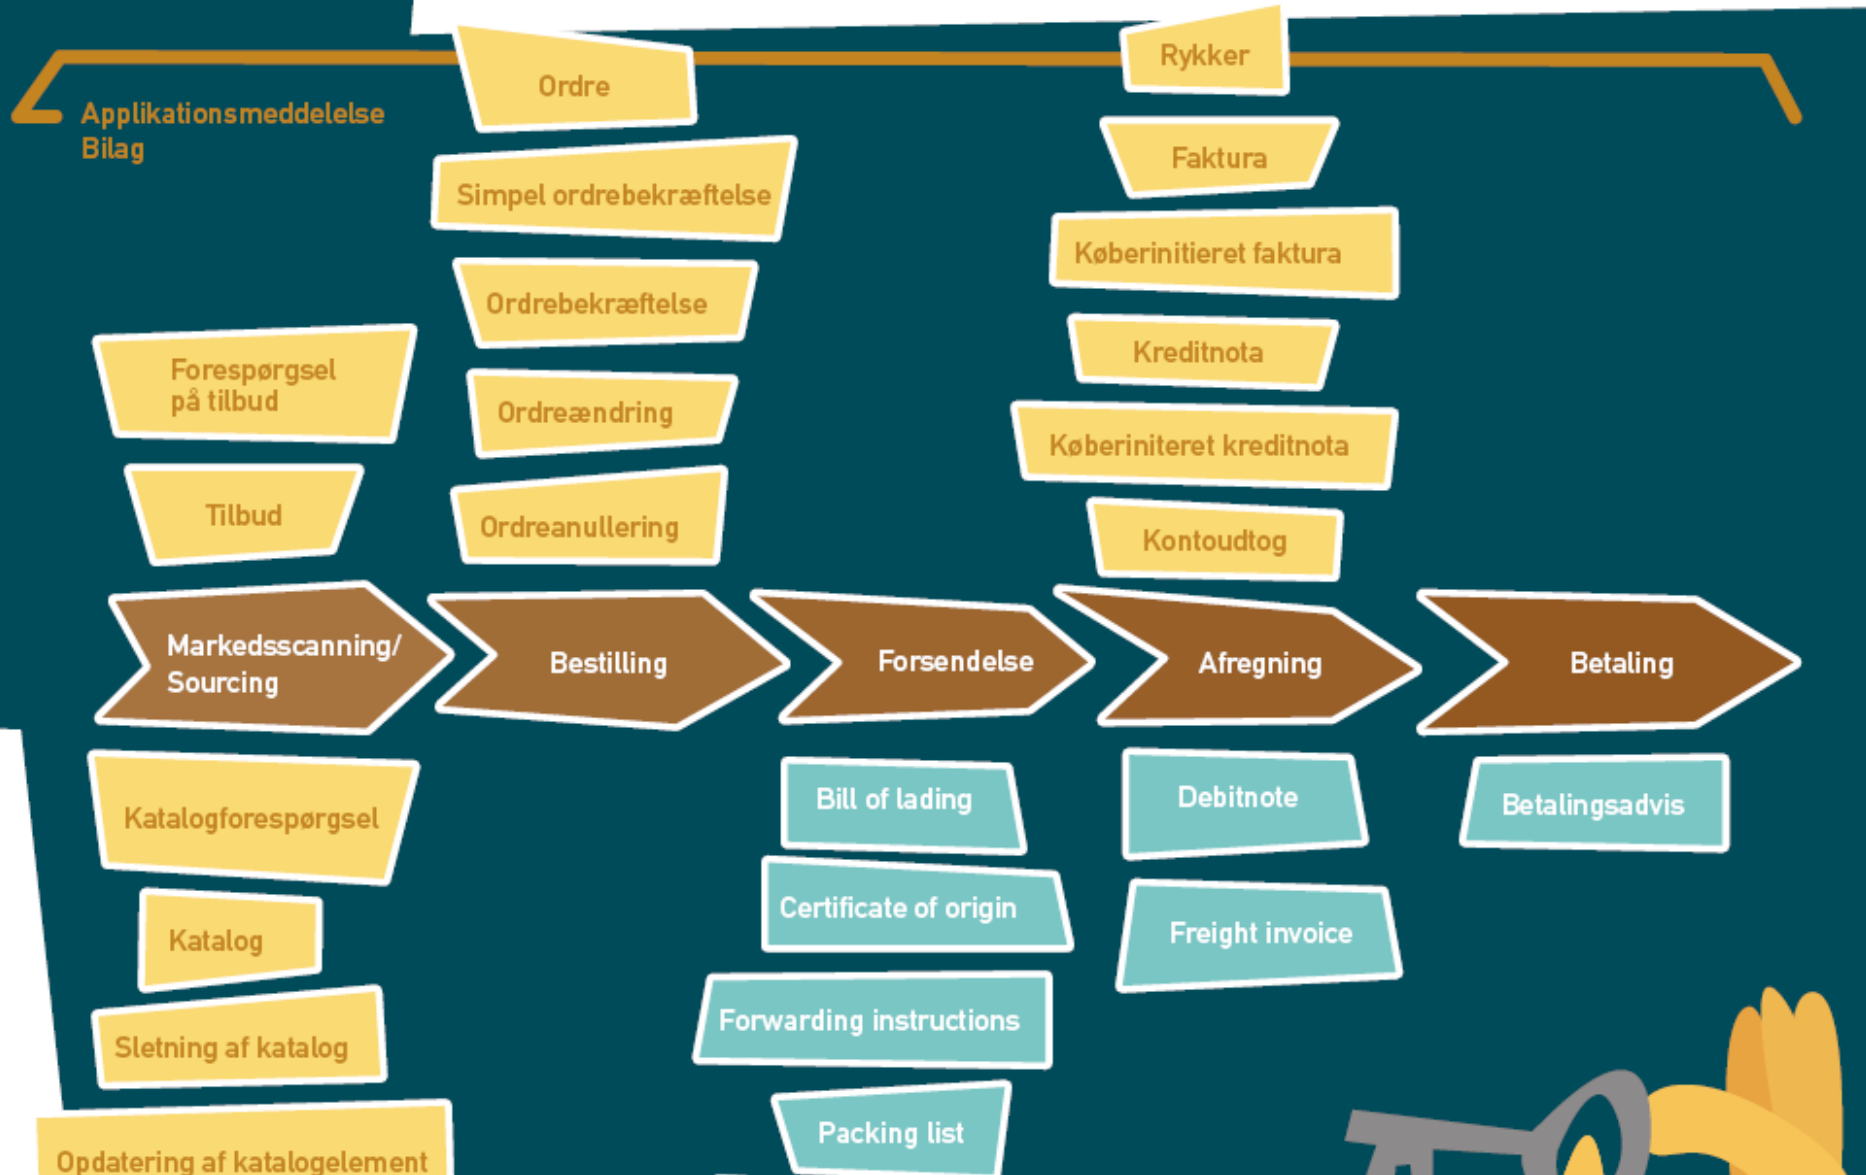 Applikationsmeddelelse
Bilag
Ordre
Simpel ordrebekræftelse
Ordrebekræftelse
Ordreændring
Ordreanullering
Rykker
Faktura
Køberinitieret faktura
Kreditnota
Køberiniteret kreditnota
Kontoudtog
Forespørgsel
på tilbud
Tilbud
Markedsscanning/
Sourcing
Bestilling
Forsendelse
Afregning
Betaling
Katalogforespørgsel
Katalog
Sletning af katalog
Opdatering af katalogelement
Bill of lading
Certificate of origin
Forwarding instructions
Packing list
Debitnote
Freight invoice
Betalingsadvis